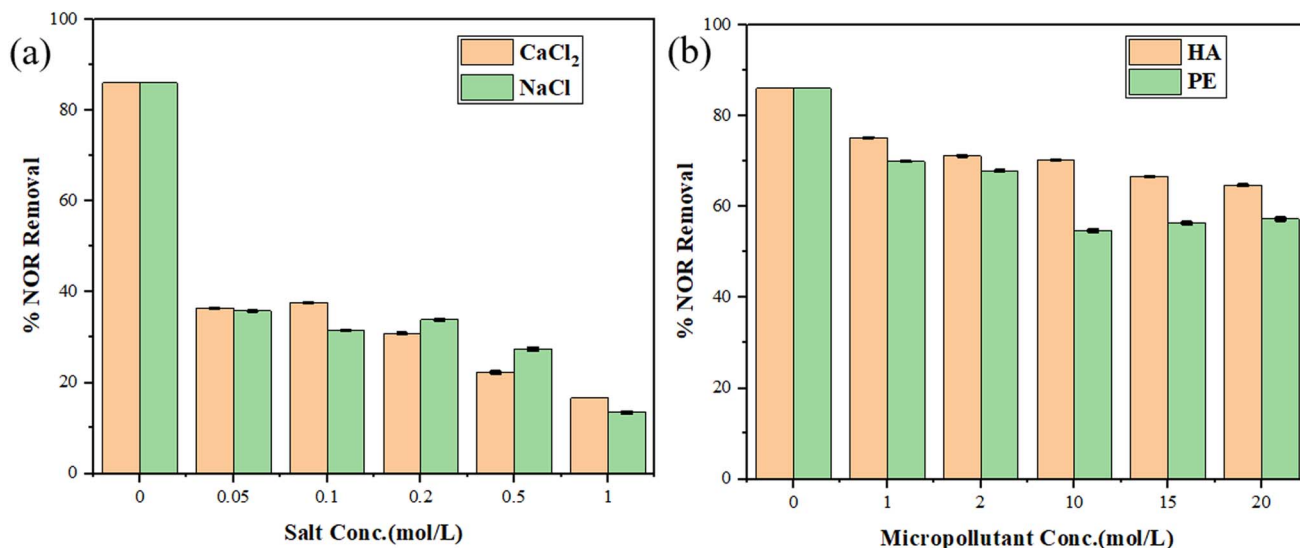 (a)
100
80
60
40
20
0
% NOR Removal
CaCl₂
NaCl
0 0.05 0.1 0.2 0.5 1
Salt Conc.(mol/L)
(b)
100
80
60
40
20
0
% NOR Removal
HA
PE
0 1 2 10 15 20
Micropollutant Conc.(mol/L)